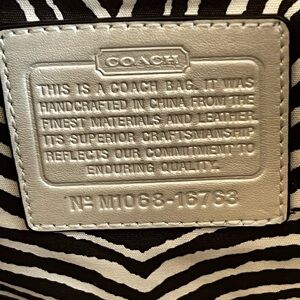 COACH
THIS IS A COACH BAG. IT WAS
HANDCRAFTED IN CHINA FROM THE
FINEST MATERIALS AND LEATHER.
ITS SUPERIOR CRAFTSMANSHIP
REFLECTS OUR COMMITMENT TO
ENDURING QUALITY.
Nº M1068-16763